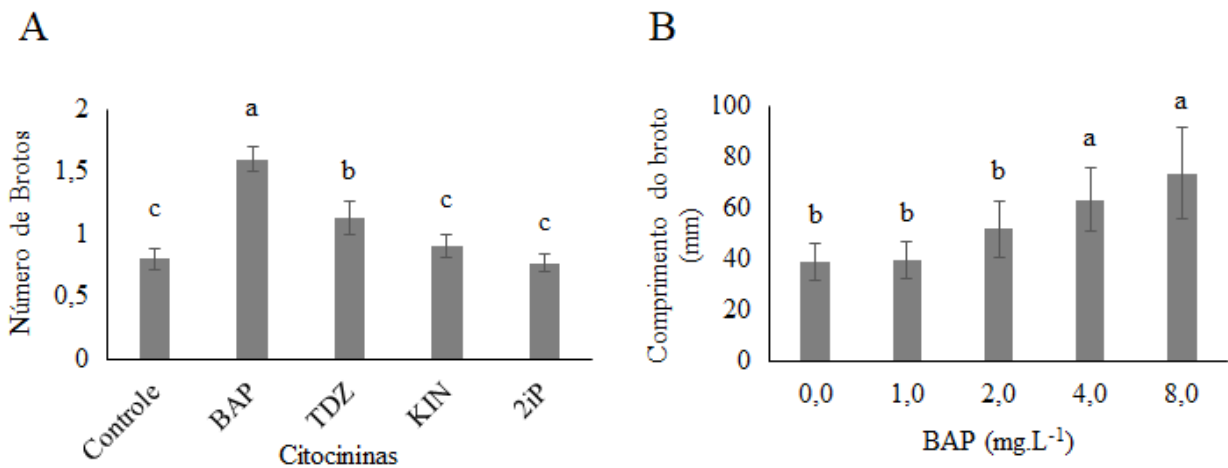 A
Número de Brotos
2
1,5
1
0,5
0
c
a
b
c
c
Controle
BAP
TDZ
KIN
2iP
Citocininas
B
Comprimento do broto
(mm)
100
80
60
40
20
0
b
b
b
a
a
0,0
1,0
2,0
4,0
8,0
BAP (mg.L⁻¹)